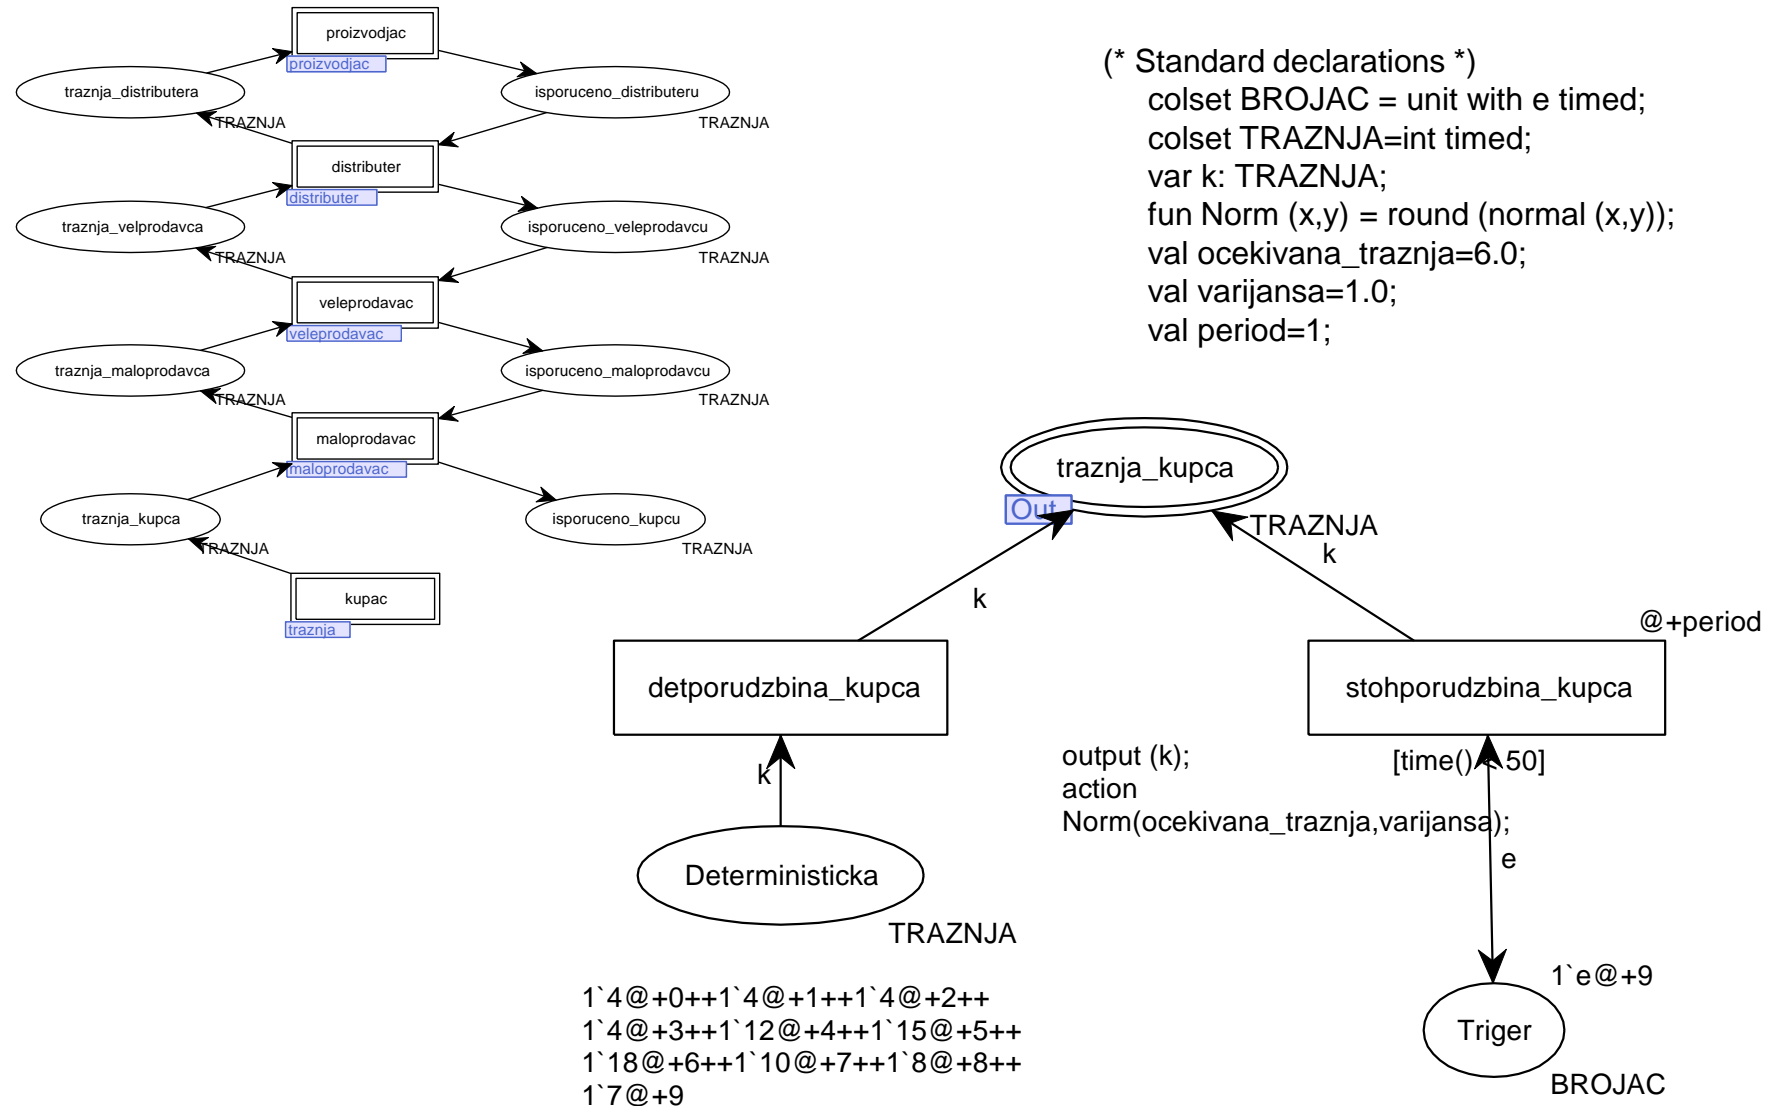 proizvodjac
proizvodjac
traznja_distributera
isporuceno_distributeru
TRAZNJA
TRAZNJA
distributer
distributer
traznja_velprodavca
isporuceno_veleprodavcu
TRAZNJA
TRAZNJA
veleprodavac
veleprodavac
traznja_maloprodavca
isporuceno_maloprodavcu
TRAZNJA
TRAZNJA
maloprodavac
maloprodavac
traznja_kupca
isporuceno_kupcu
TRAZNJA
TRAZNJA
kupac
traznja
(* Standard declarations *)
colset BROJAC = unit with e timed;
colset TRAZNJA=int timed;
var k: TRAZNJA;
fun Norm (x,y) = round (normal (x,y));
val ocekivana_traznja=6.0;
val varijansa=1.0;
val period=1;
traznja_kupca
Out
TRAZNJA
k
k
@+period
detporudzbina_kupca
stohporudzbina_kupca
output (k);
action
Norm(ocekivana_traznja,varijansa);
[time() < 50]
k
e
Deterministicka
TRAZNJA
1`4@+0++1`4@+1++1`4@+2++
1`4@+3++1`12@+4++1`15@+5++
1`18@+6++1`10@+7++1`8@+8++
1`7@+9
1`e@+9
Triger
BROJAC